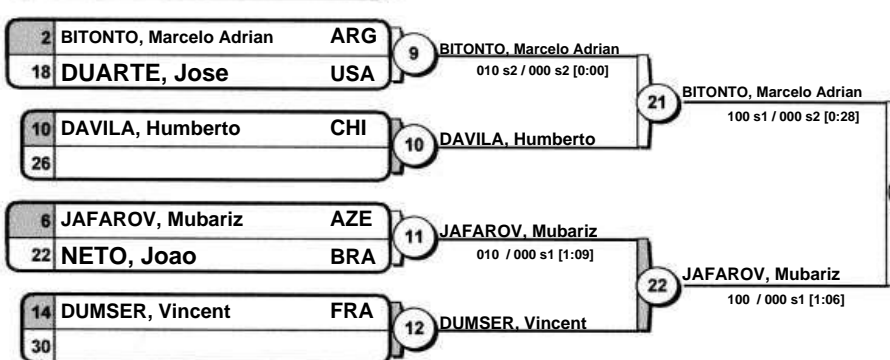 2 BITONTO, Marcelo Adrian ARG
18 DUARTE, Jose USA
9
BITONTO, Marcelo Adrian
010 s2 / 000 s2 [0:00]
10 DAVILA, Humberto CHI
26
10
DAVILA, Humberto
21
BITONTO, Marcelo Adrian
100 s1 / 000 s2 [0:28]
6 JAFAROV, Mubariz AZE
22 NETO, Joao BRA
11
JAFAROV, Mubariz
010 / 000 s1 [1:09]
14 DUMSER, Vincent FRA
30
12
DUMSER, Vincent
22
JAFAROV, Mubariz
100 / 000 s1 [1:06]